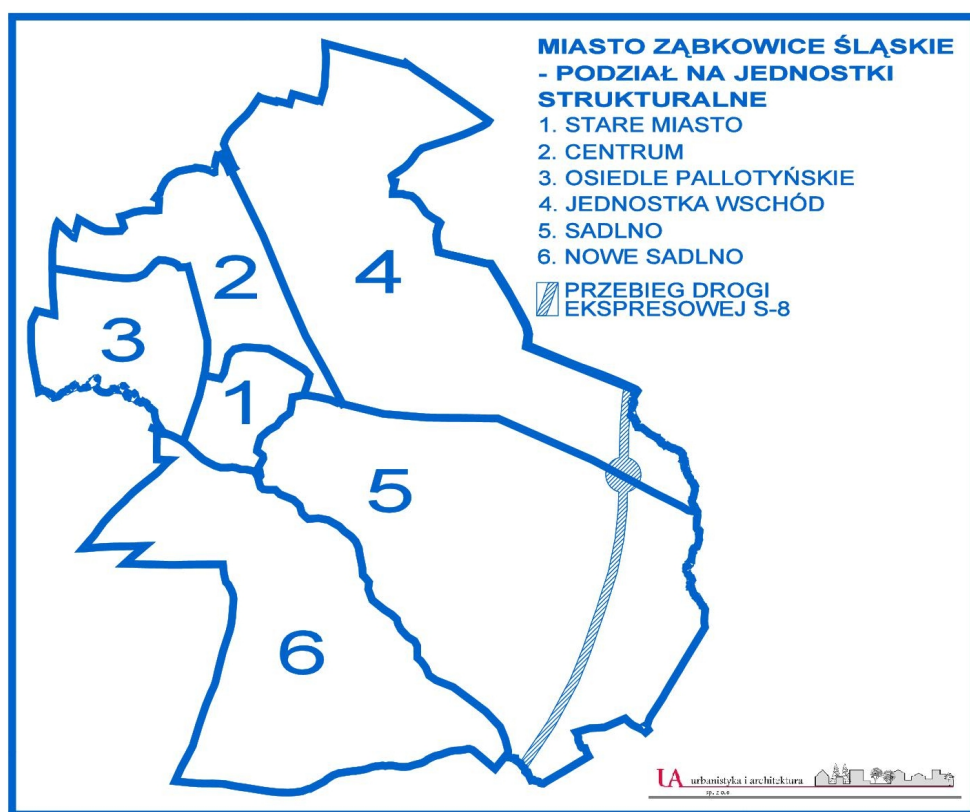 MIASTO ZĄBKOWICE ŚLĄSKIE
- PODZIAŁ NA JEDNOSTKI
STRUKTURALNE
1. STARE MIASTO
2. CENTRUM
3. OSIEDLE PALLOTYŃSKIE
4. JEDNOSTKA WSCHÓD
5. SADLNO
6. NOWE SADLNO
PRZEBIEG DROGI
EKSPRESOWEJ S-8
4
2
3
1
5
6
UA urbanistyka i architektura
sp. z o.o